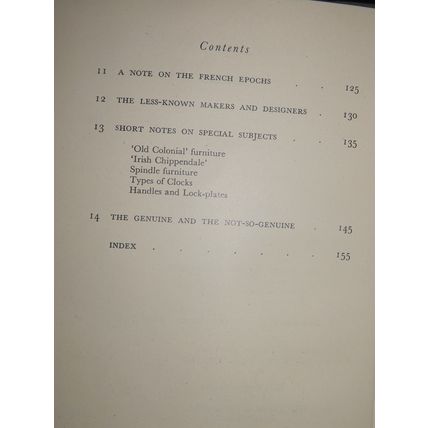 Contents
11 A NOTE ON THE FRENCH EPOCHS . . 125
12 THE LESS-KNOWN MAKERS AND DESIGNERS . 130
13 SHORT NOTES ON SPECIAL SUBJECTS . . 135
'Old Colonial' furniture
'Irish Chippendale'
Spindle furniture
Types of Clocks
Handles and Lock-plates
14 THE GENUINE AND THE NOT-SO-GENUINE . 145
INDEX . . . . . . . 155